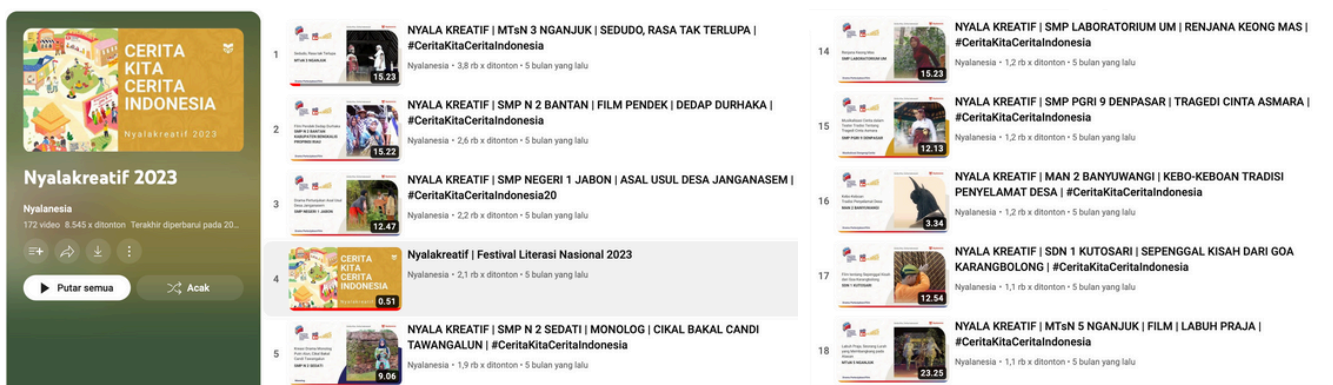 CERITA
KITA
CERITA
INDONESIA
Nyalakreatif 2023
Nyalakreatif 2023
Nyalanesia
172 video 8.545 x ditonton Terakhir diperbarui pada 20...
Putar semua
Acak
1
15.23
NYALA KREATIF | MTsN 3 NGANJUK | SEDUDO, RASA TAK TERLUPA |
#CeritaKitaCeritaIndonesia
Nyalanesia • 3,8 rb x ditonton • 5 bulan yang lalu
2
15.22
NYALA KREATIF | SMP N 2 BANTAN | FILM PENDEK | DEDAP DURHAKA |
#CeritaKitaCeritaIndonesia
Nyalanesia • 2,6 rb x ditonton • 5 bulan yang lalu
3
12.47
NYALA KREATIF | SMP NEGERI 1 JABON | ASAL USUL DESA JANGANASEM |
#CeritaKitaCeritaIndonesia20
Nyalanesia • 2,2 rb x ditonton • 5 bulan yang lalu
4
CERITA
KITA
CERITA
INDONESIA
0.51
Nyalakreatif | Festival Literasi Nasional 2023
Nyalanesia • 2,1 rb x ditonton • 5 bulan yang lalu
5
9.06
NYALA KREATIF | SMP N 2 SEDATI | MONOLOG | CIKAL BAKAL CANDI
TAWANGALUN | #CeritaKitaCeritaIndonesia
Nyalanesia • 1,9 rb x ditonton • 5 bulan yang lalu
14
15.23
NYALA KREATIF | SMP LABORATORIUM UM | RENJANA KEONG MAS |
#CeritaKitaCeritaIndonesia
Nyalanesia • 1,2 rb x ditonton • 5 bulan yang lalu
15
12.13
NYALA KREATIF | SMP PGRI 9 DENPASAR | TRAGEDI CINTA ASMARA |
#CeritaKitaCeritaIndonesia
Nyalanesia • 1,2 rb x ditonton • 5 bulan yang lalu
16
3.34
NYALA KREATIF | MAN 2 BANYUWANGI | KEBO-KEBOAN TRADISI
PENYELAMAT DESA | #CeritaKitaCeritaIndonesia
Nyalanesia • 1,2 rb x ditonton • 5 bulan yang lalu
17
12.54
NYALA KREATIF | SDN 1 KUTOSARI | SEPENGGAL KISAH DARI GOA
KARANGBOLONG | #CeritaKitaCeritaIndonesia
Nyalanesia • 1,1 rb x ditonton • 5 bulan yang lalu
18
23.25
NYALA KREATIF | MTsN 5 NGANJUK | FILM | LABUH PRAJA |
#CeritaKitaCeritaIndonesia
Nyalanesia • 1,1 rb x ditonton • 5 bulan yang lalu